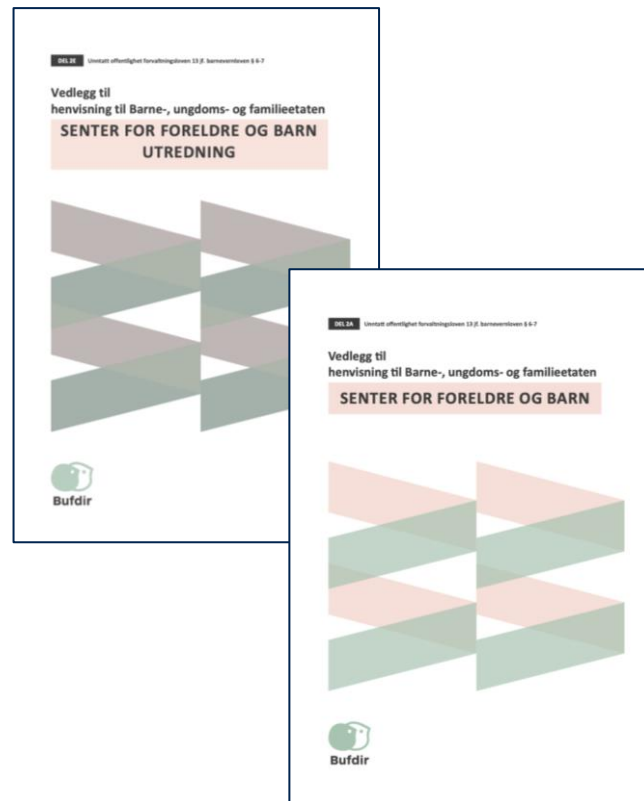 DEL 2E Unntatt offentlighet forvaltningsloven 13 jf. barnevernloven § 6-7
Vedlegg til
henvisning til Barne-, ungdoms- og familieetaten
SENTER FOR FORELDRE OG BARN
UTREDNING
Bufdir
DEL 2A Unntatt offentlighet forvaltningsloven 13 jf. barnevernloven § 6-7
Vedlegg til
henvisning til Barne-, ungdoms- og familieetaten
SENTER FOR FORELDRE OG BARN
Bufdir